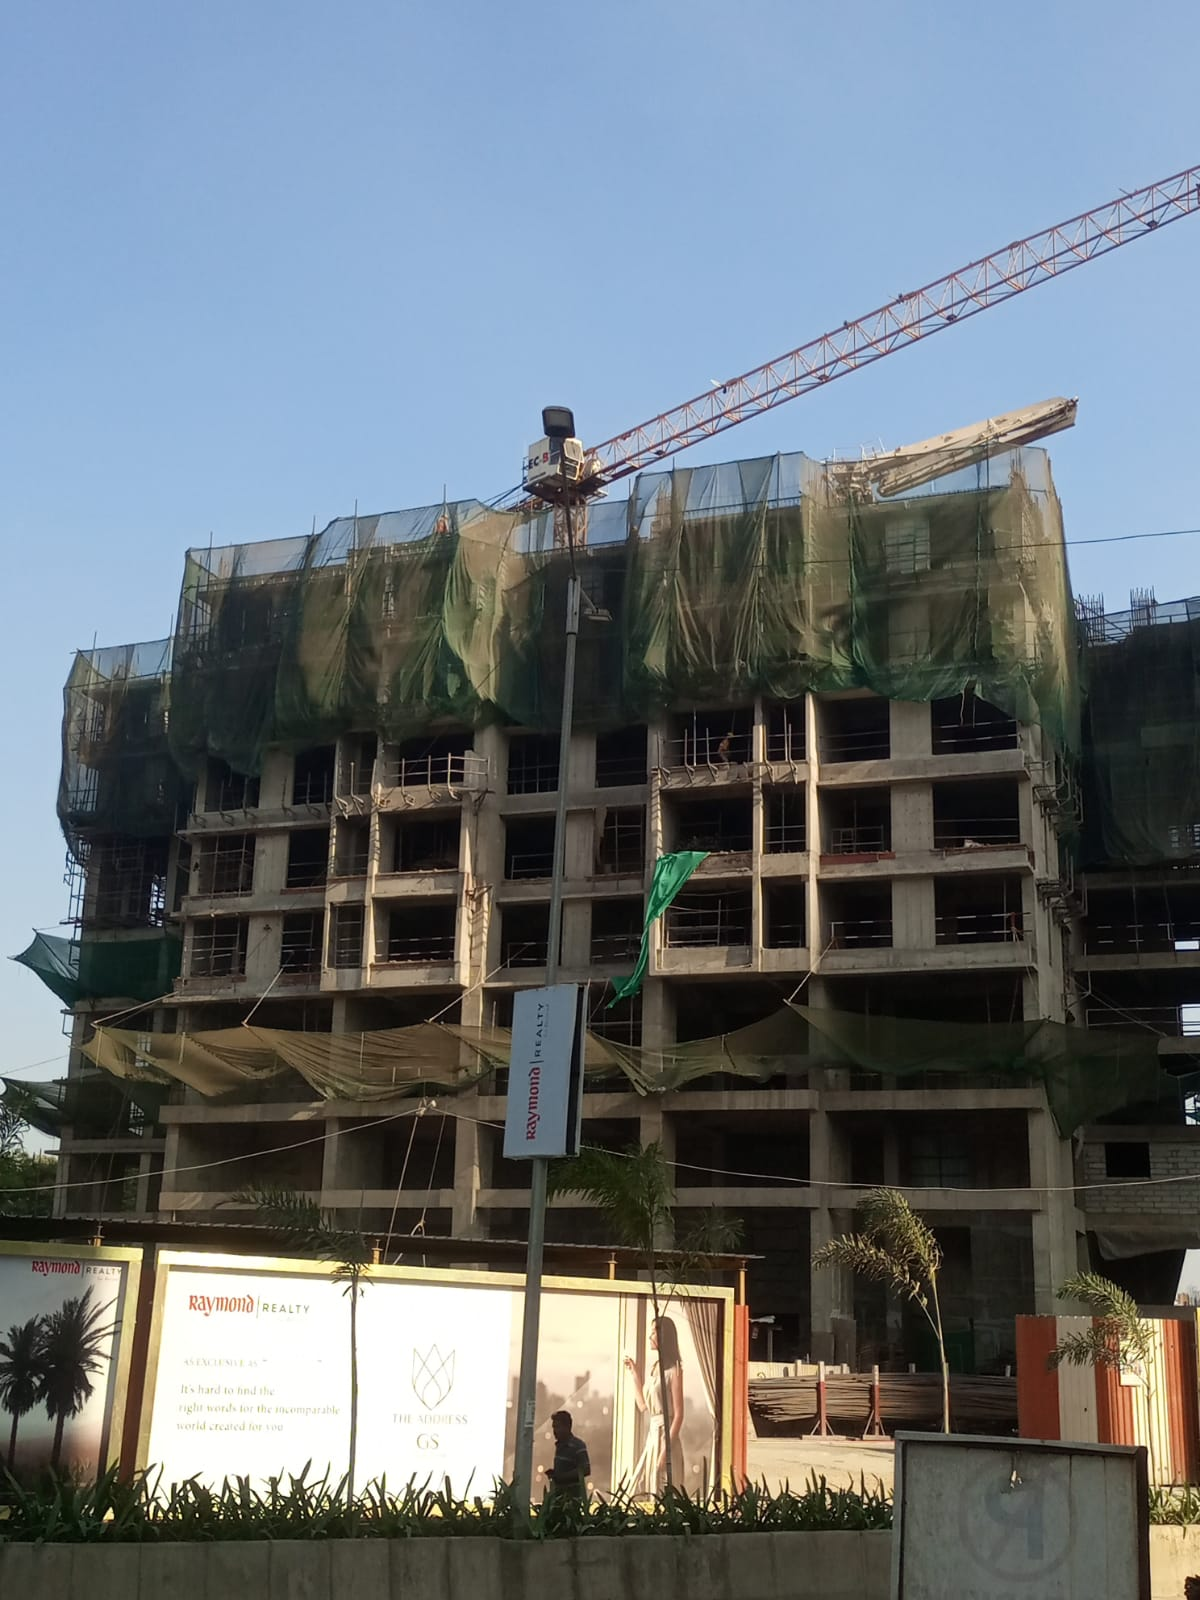 EC-B
Raymond | REALTY
Raymond | REALTY
Raymond | REALTY
AS EXCLUSIVE AS
It's hard to find the
right words for the incomparable
world created for you
THE ADDRESS
GS